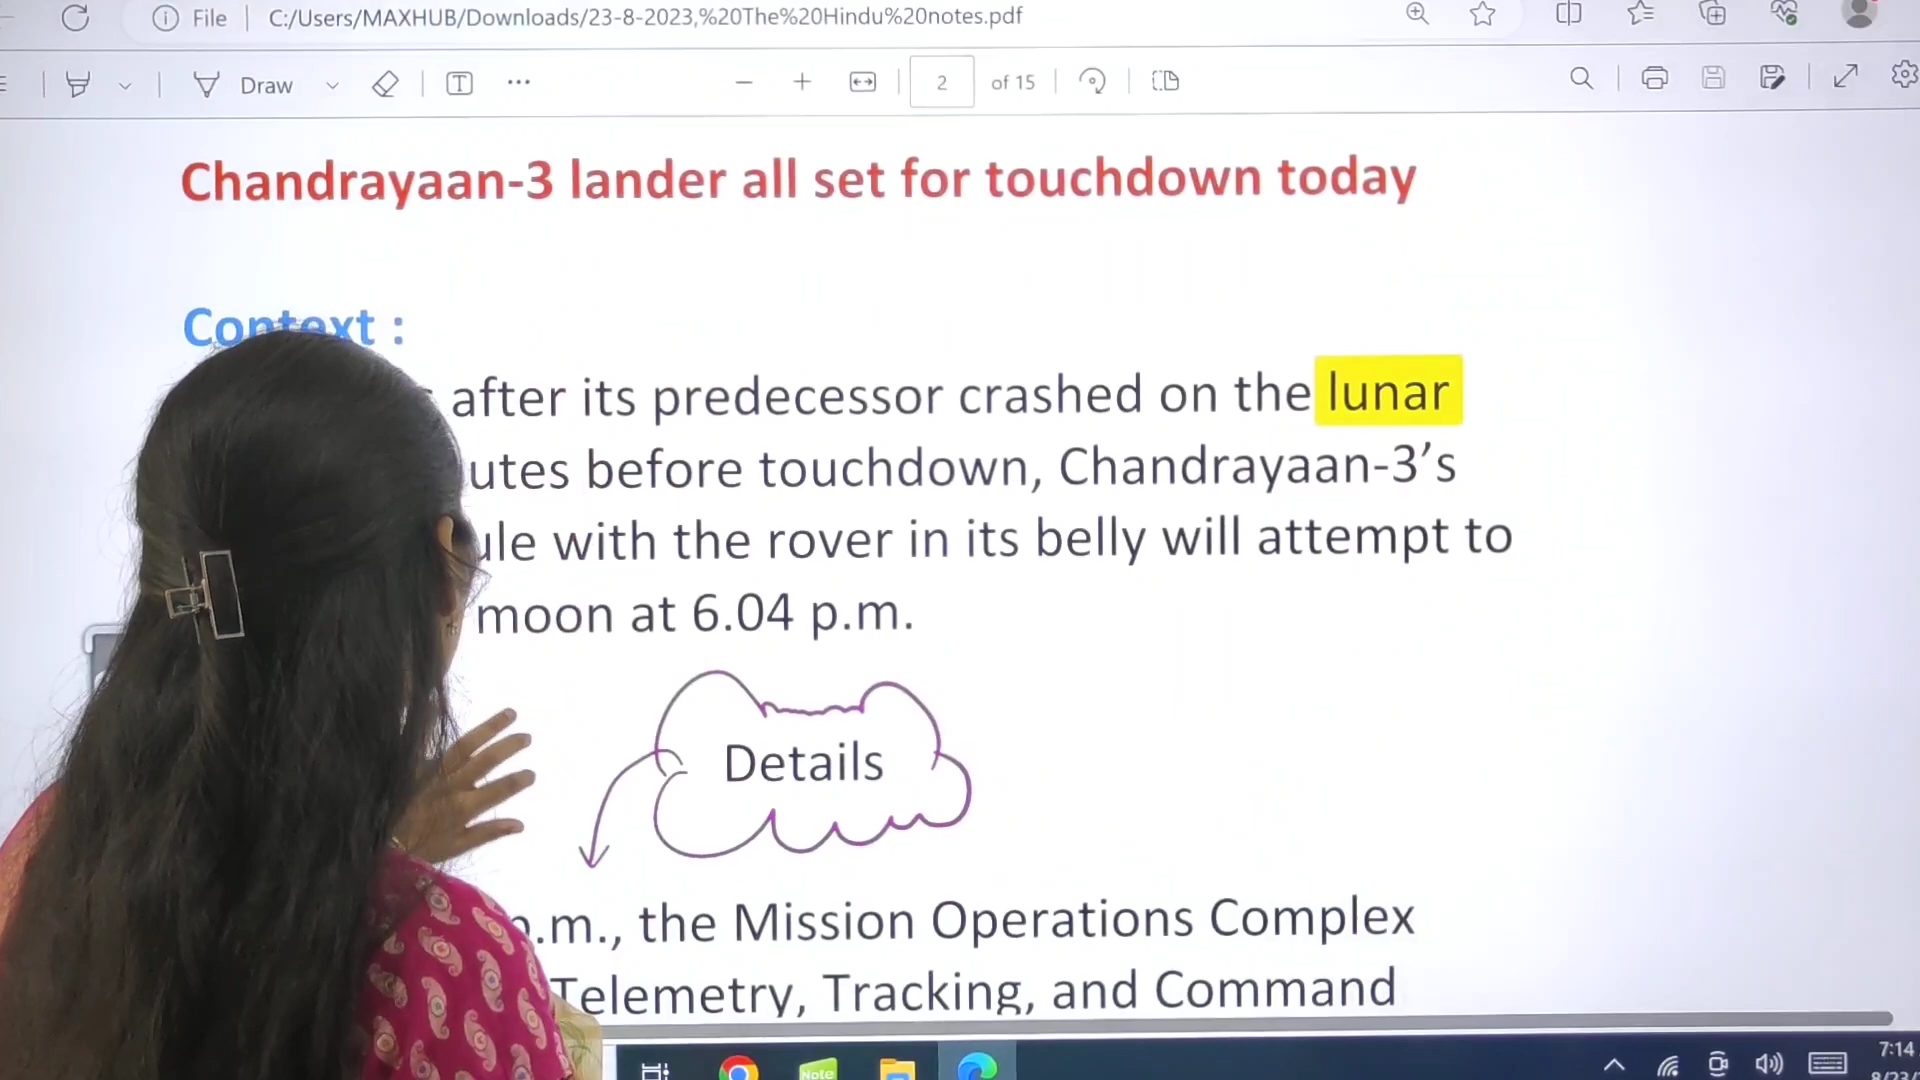 File C:/Users/MAXHUB/Downloads/23-8-2023,%20The%20Hindu%20notes.pdf
Draw 2 of 15
Chandrayaan-3 lander all set for touchdown today
Context :
after its predecessor crashed on the lunar
utes before touchdown, Chandrayaan-3’s
ule with the rover in its belly will attempt to
moon at 6.04 p.m.
Details
p.m., the Mission Operations Complex
Telemetry, Tracking, and Command
Note
7:14
8/23/